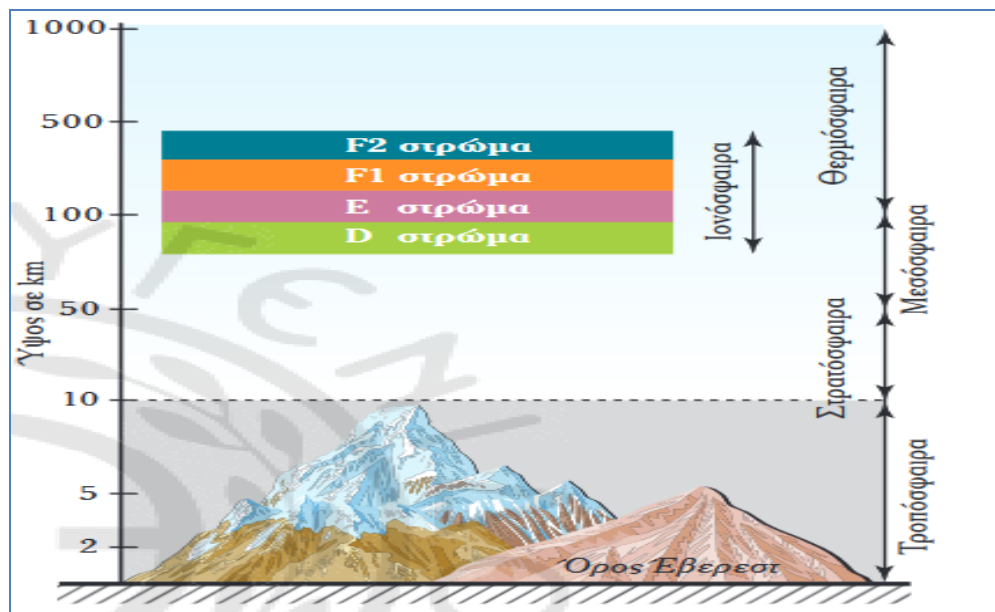 1000
500
100
50
10
5
2
Ύψος σε km
F2 στρώμα
F1 στρώμα
E στρώμα
D στρώμα
Ιονόσφαιρα
Θερμόσφαιρα
Μεσόσφαιρα
Στρατόσφαιρα
Τροπόσφαιρα
Όρος Έβερεστ
ΥΓΕΝ